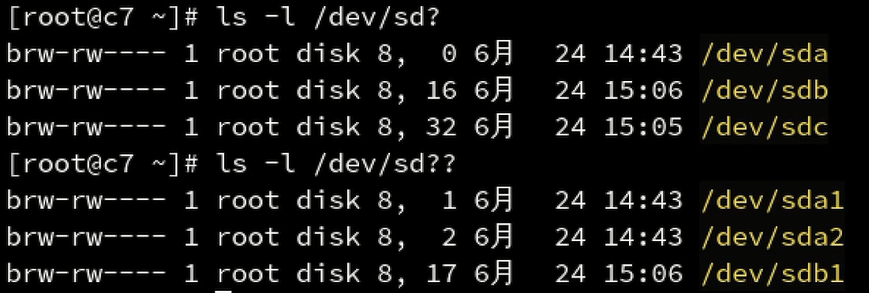 [root@c7 ~]# ls -l /dev/sd?
brw-rw---- 1 root disk 8,  0 6月  24 14:43 /dev/sda
brw-rw---- 1 root disk 8, 16 6月  24 15:06 /dev/sdb
brw-rw---- 1 root disk 8, 32 6月  24 15:05 /dev/sdc
[root@c7 ~]# ls -l /dev/sd??
brw-rw---- 1 root disk 8,  1 6月  24 14:43 /dev/sda1
brw-rw---- 1 root disk 8,  2 6月  24 14:43 /dev/sda2
brw-rw---- 1 root disk 8, 17 6月  24 15:06 /dev/sdb1